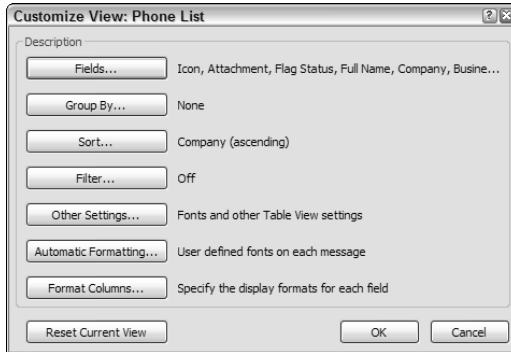 Customize View: Phone List
Description
Fields... Icon, Attachment, Flag Status, Full Name, Company, Busine...
Group By... None
Sort... Company (ascending)
Filter... Off
Other Settings... Fonts and other Table View settings
Automatic Formatting... User defined fonts on each message
Format Columns... Specify the display formats for each field
Reset Current View OK Cancel